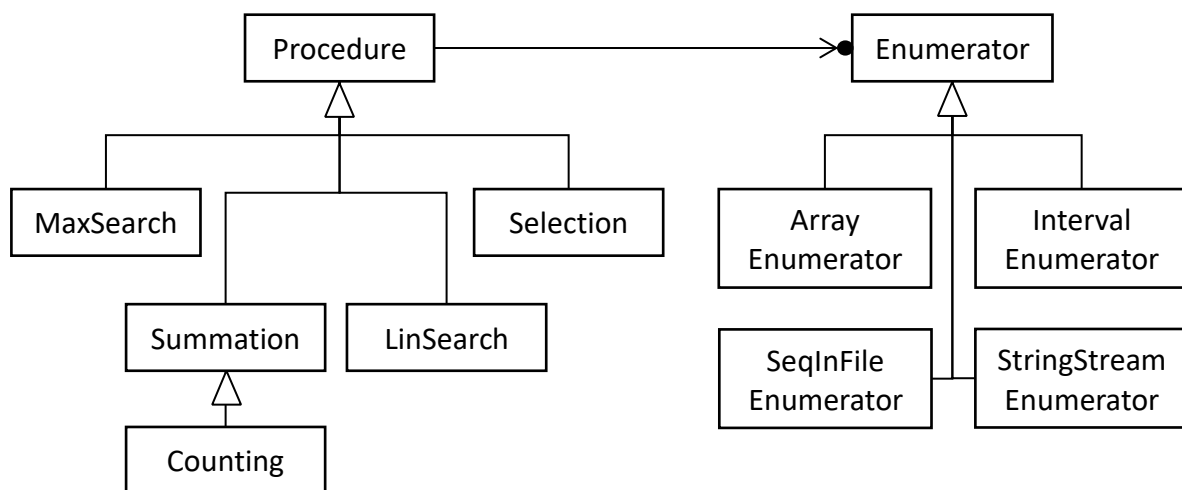 Procedure
Enumerator
MaxSearch
Selection
Array
Enumerator
Interval
Enumerator
Summation
LinSearch
SeqInFile
Enumerator
StringStream
Enumerator
Counting